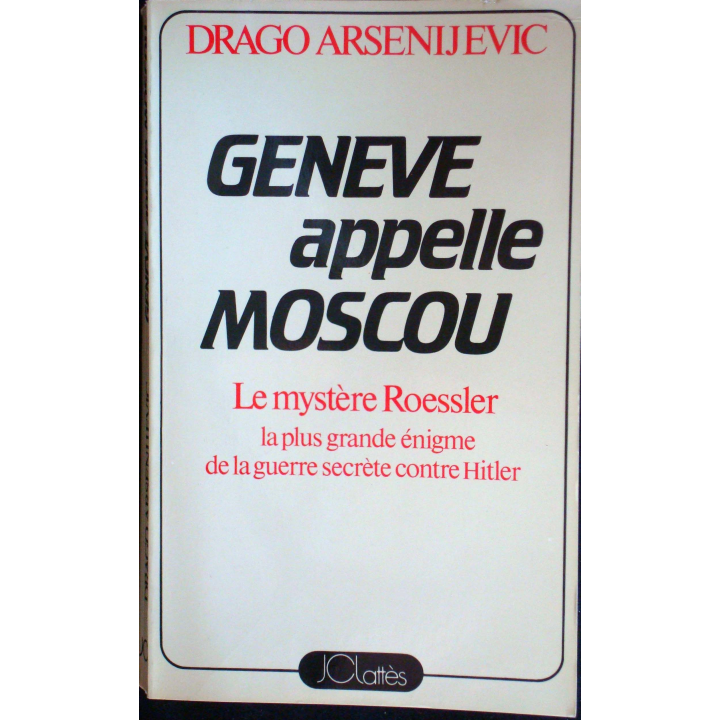 DRAGO ARSENIJEVIC
GENEVE
appelle
MOSCOU
Le mystère Roessler
la plus grande énigme
de la guerre secrète contre Hitler
JClattès